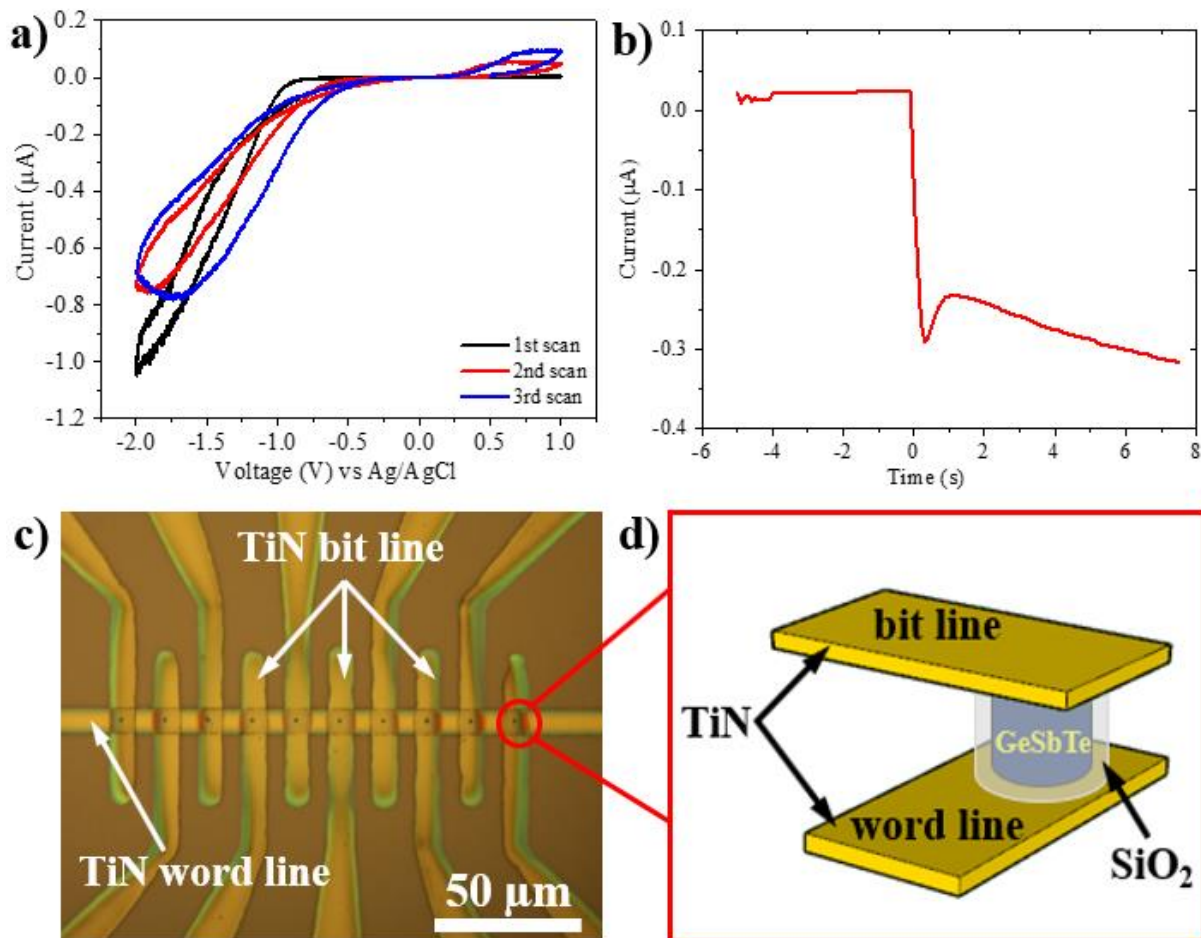 a)
0.2
0.0
-0.2
-0.4
-0.6
-0.8
-1.0
-1.2
Current (μA)
1st scan
2nd scan
3rd scan
-2.0 -1.5 -1.0 -0.5 0.0 0.5 1.0
Voltage (V) vs Ag/AgCl
b)
0.1
0.0
-0.1
-0.2
-0.3
-0.4
Current (μA)
-6 -4 -2 0 2 4 6 8
Time (s)
c)
TiN bit line
TiN word line
50 μm
d)
bit line
TiN
GeSbTe
word line
SiO₂